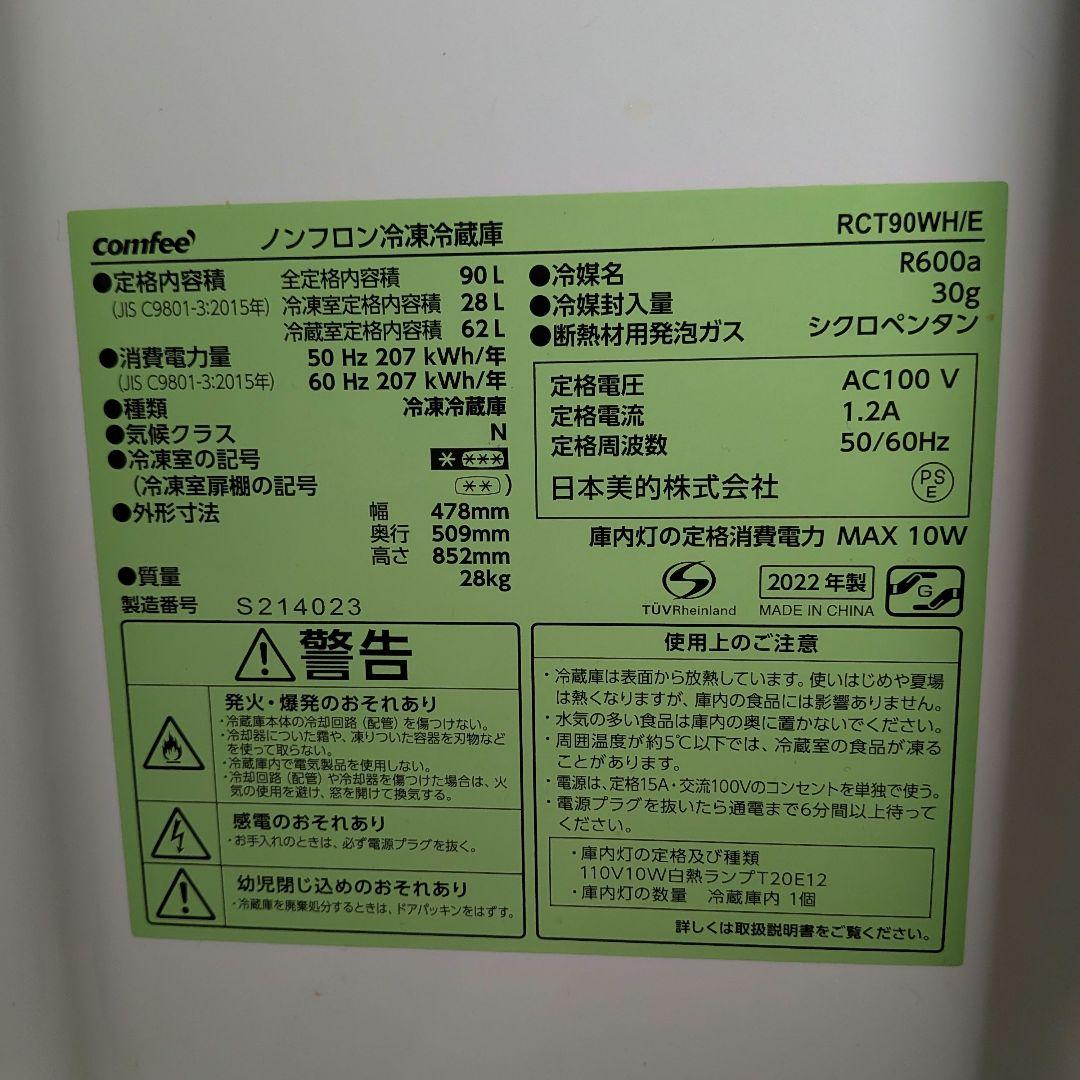 comfee' ノンフロン冷凍冷蔵庫 RCT90WH/E
●定格内容積 全定格内容積 90 L
(JIS C9801-3:2015年) 冷凍室定格内容積 28 L
冷蔵室定格内容積 62 L
●消費電力量 50 Hz 207 kWh/年
(JIS C9801-3:2015年) 60 Hz 207 kWh/年
●種類 冷凍冷蔵庫
●気候クラス N
●冷凍室の記号 * ***
(冷凍室扉棚の記号 ** )
●外形寸法 幅 478mm
奥行 509mm
高さ 852mm
●質量 28kg
製造番号 S214023
●冷媒名 R600a
●冷媒封入量 30g
●断熱材用発泡ガス シクロペンタン
定格電圧 AC100 V
定格電流 1.2A
定格周波数 50/60Hz
日本美的株式会社 PS E
庫内灯の定格消費電力 MAX 10W
TÜVRheinland
2022 年製
MADE IN CHINA
G
警告
発火・爆発のおそれあり
・冷蔵庫本体の冷却回路(配管)を傷つけない。
・冷却器についた霜や、凍りついた容器を刃物など
を使って取らない。
・冷蔵庫内で電気製品を使用しない。
・冷却回路(配管)や冷却器を傷つけた場合は、火
気の使用を避け、窓を開けて換気する。
感電のおそれあり
・お手入れのときは、必ず電源プラグを抜く。
幼児閉じ込めのおそれあり
・冷蔵庫を廃棄処分するときは、ドアパッキンをはずす。
使用上のご注意
・冷蔵庫は表面から放熱しています。使いはじめや夏場
は熱くなりますが、庫内の食品には影響ありません。
・水気の多い食品は庫内の奥に置かないでください。
・周囲温度が約5℃以下では、冷蔵室の食品が凍る
ことがあります。
・電源は、定格15A・交流100Vのコンセントを単独で使う。
・電源プラグを抜いたら通電まで6分間以上待って
ください。
・庫内灯の定格及び種類
110V10W白熱ランプT20E12
・庫内灯の数量 冷蔵庫内 1個
詳しくは取扱説明書をご覧ください。